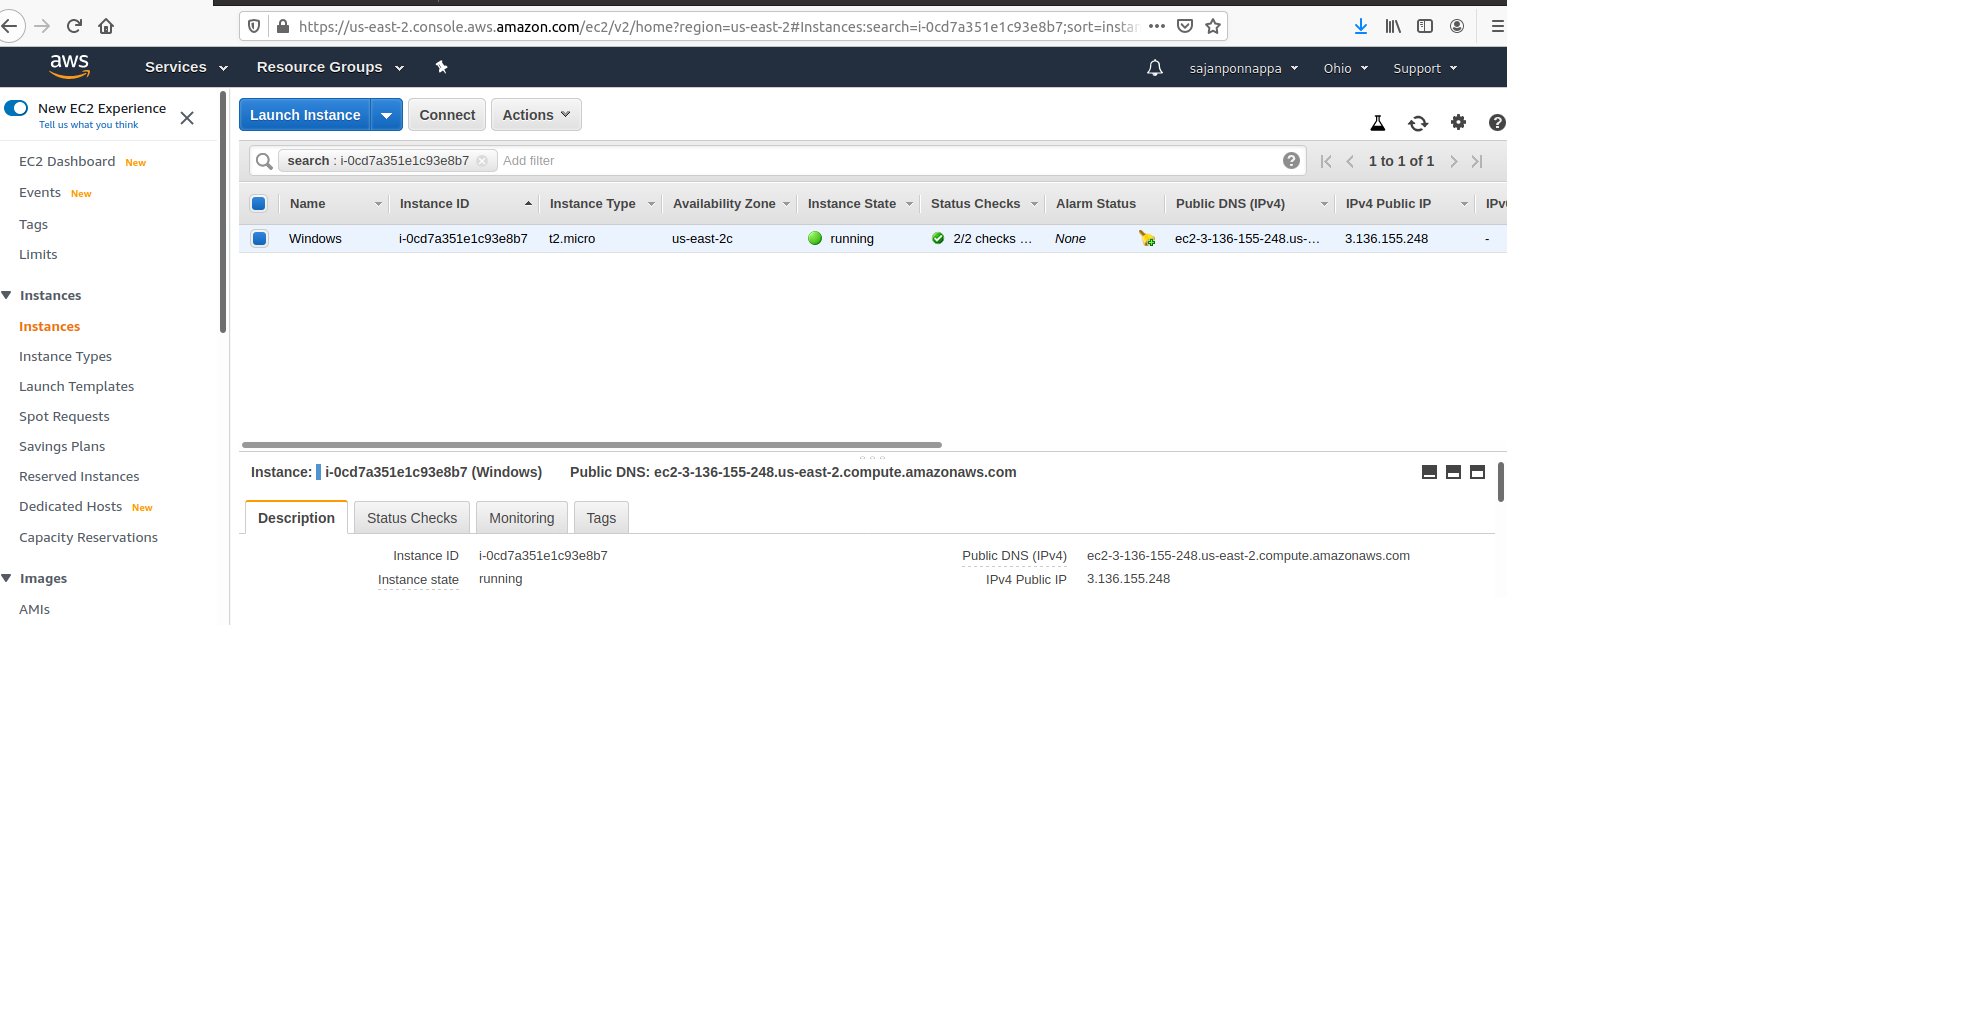 https://us-east-2.console.aws.amazon.com/ec2/v2/home?region=us-east-2#Instances:search=i-0cd7a351e1c93e8b7;sort=instar
aws Services Resource Groups sajanponnappa Ohio Support
New EC2 Experience
Tell us what you think
EC2 Dashboard New
Events New
Tags
Limits
Instances
Instances
Instance Types
Launch Templates
Spot Requests
Savings Plans
Reserved Instances
Dedicated Hosts New
Capacity Reservations
Images
AMIs
Launch Instance Connect Actions
search : i-0cd7a351e1c93e8b7 Add filter 1 to 1 of 1
Name Instance ID Instance Type Availability Zone Instance State Status Checks Alarm Status Public DNS (IPv4) IPv4 Public IP
Windows i-0cd7a351e1c93e8b7 t2.micro us-east-2c running 2/2 checks … None ec2-3-136-155-248.us-… 3.136.155.248 -
Instance: i-0cd7a351e1c93e8b7 (Windows) Public DNS: ec2-3-136-155-248.us-east-2.compute.amazonaws.com
Description Status Checks Monitoring Tags
Instance ID i-0cd7a351e1c93e8b7 Public DNS (IPv4) ec2-3-136-155-248.us-east-2.compute.amazonaws.com
Instance state running IPv4 Public IP 3.136.155.248